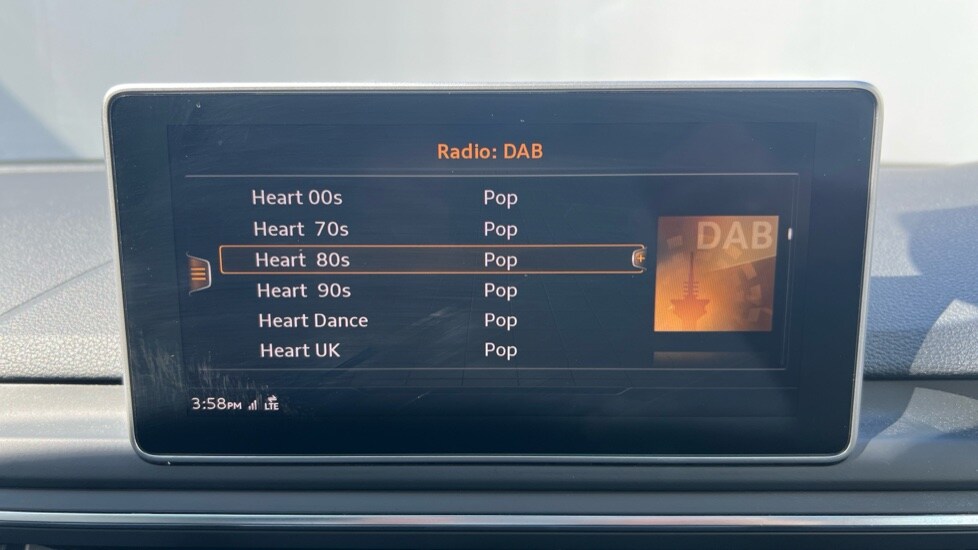 Radio: DAB
Heart 00s Pop
Heart 70s Pop
Heart 80s Pop
Heart 90s Pop
Heart Dance Pop
Heart UK Pop
DAB
3:58PM LTE